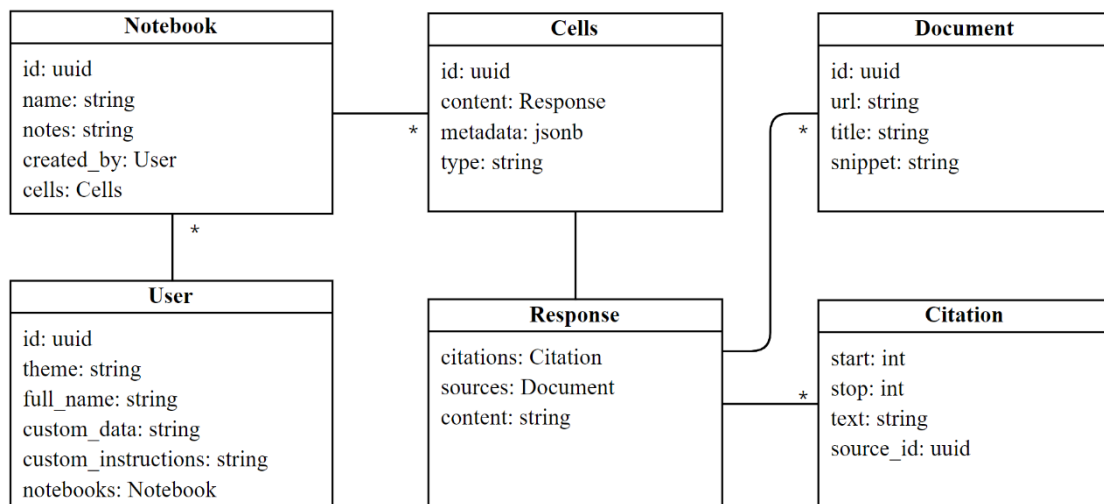 Notebook
id: uuid
name: string
notes: string
created_by: User
cells: Cells
*
Cells
id: uuid
content: Response
metadata: jsonb
type: string
*
Document
id: uuid
url: string
title: string
snippet: string
*
User
id: uuid
theme: string
full_name: string
custom_data: string
custom_instructions: string
notebooks: Notebook
Response
citations: Citation
sources: Document
content: string
*
Citation
start: int
stop: int
text: string
source_id: uuid